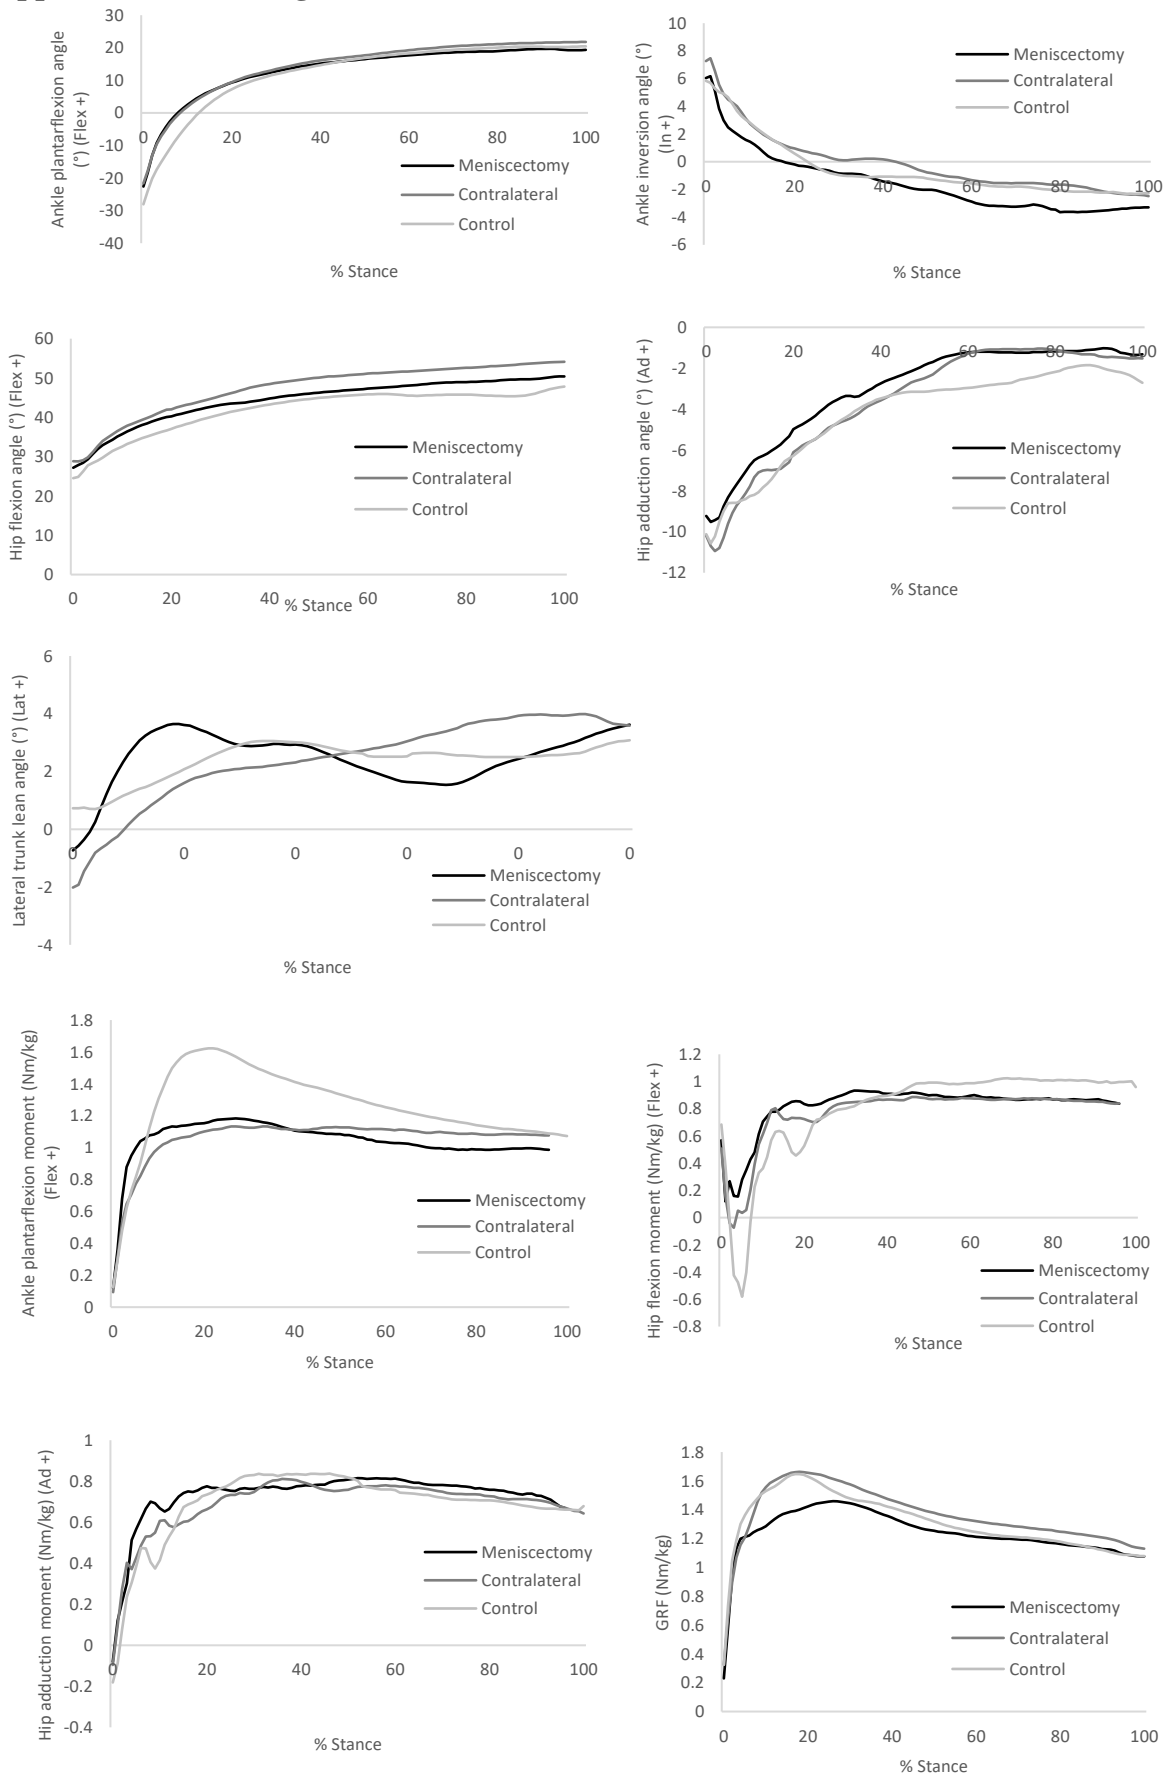 30
20
10
0
-10
-20
-30
-40
0
20
40
60
80
100
Ankle plantarflexion angle
(°) (Flex +)
% Stance
Meniscectomy
Contralateral
Control
10
8
6
4
2
0
-2
-4
-6
0
20
40
60
80
100
Ankle inversion angle (°)
(In +)
% Stance
Meniscectomy
Contralateral
Control
60
50
40
30
20
10
0
0
20
40
60
80
100
Hip flexion angle (°) (Flex +)
% Stance
Meniscectomy
Contralateral
Control
0
-2
-4
-6
-8
-10
-12
0
20
40
60
80
100
Hip adduction angle (°) (Ad +)
% Stance
Meniscectomy
Contralateral
Control
6
4
2
0
-2
-4
0
0
0
0
0
0
Lateral trunk lean angle (°) (Lat +)
% Stance
Meniscectomy
Contralateral
Control
1.8
1.6
1.4
1.2
1
0.8
0.6
0.4
0.2
0
0
20
40
60
80
100
Ankle plantarflexion moment (Nm/kg)
(Flex +)
% Stance
Meniscectomy
Contralateral
Control
1.2
1
0.8
0.6
0.4
0.2
0
-0.2
-0.4
-0.6
-0.8
0
20
40
60
80
100
Hip flexion moment (Nm/kg) (Flex +)
% Stance
Meniscectomy
Contralateral
Control
1
0.8
0.6
0.4
0.2
0
-0.2
-0.4
0
20
40
60
80
100
Hip adduction moment (Nm/kg) (Ad +)
% Stance
Meniscectomy
Contralateral
Control
1.8
1.6
1.4
1.2
1
0.8
0.6
0.4
0.2
0
0
20
40
60
80
100
GRF (Nm/kg)
% Stance
Meniscectomy
Contralateral
Control